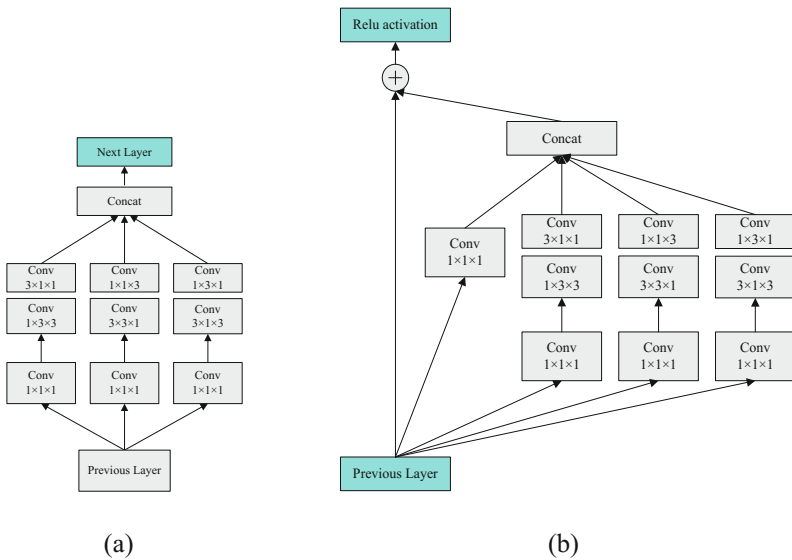 Relu activation
+
Concat
Conv
1×1×1
Conv
3×1×1
Conv
1×1×3
Conv
1×3×1
Conv
1×3×3
Conv
3×3×1
Conv
3×1×3
Conv
1×1×1
Conv
1×1×1
Conv
1×1×1
Previous Layer
(b)
Next Layer
Concat
Conv
3×1×1
Conv
1×1×3
Conv
1×3×1
Conv
1×3×3
Conv
3×3×1
Conv
3×1×3
Conv
1×1×1
Conv
1×1×1
Conv
1×1×1
Previous Layer
(a)